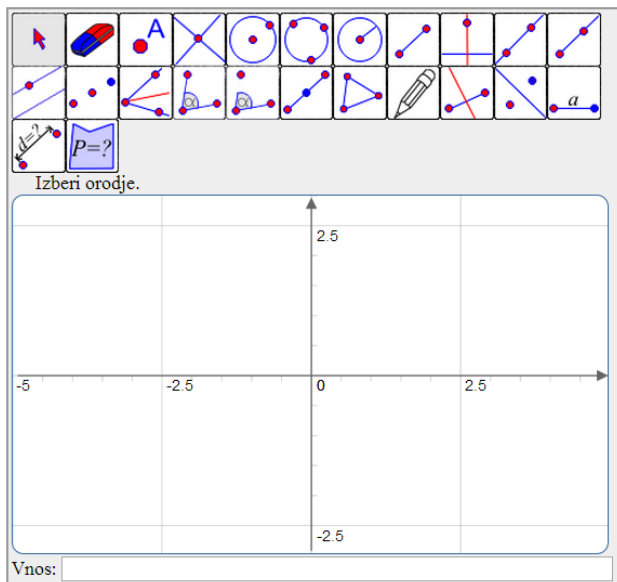 A
α α a
d=? P=?
Izberi orodje.
2.5
-5 -2.5 0 2.5
-2.5
Vnos: